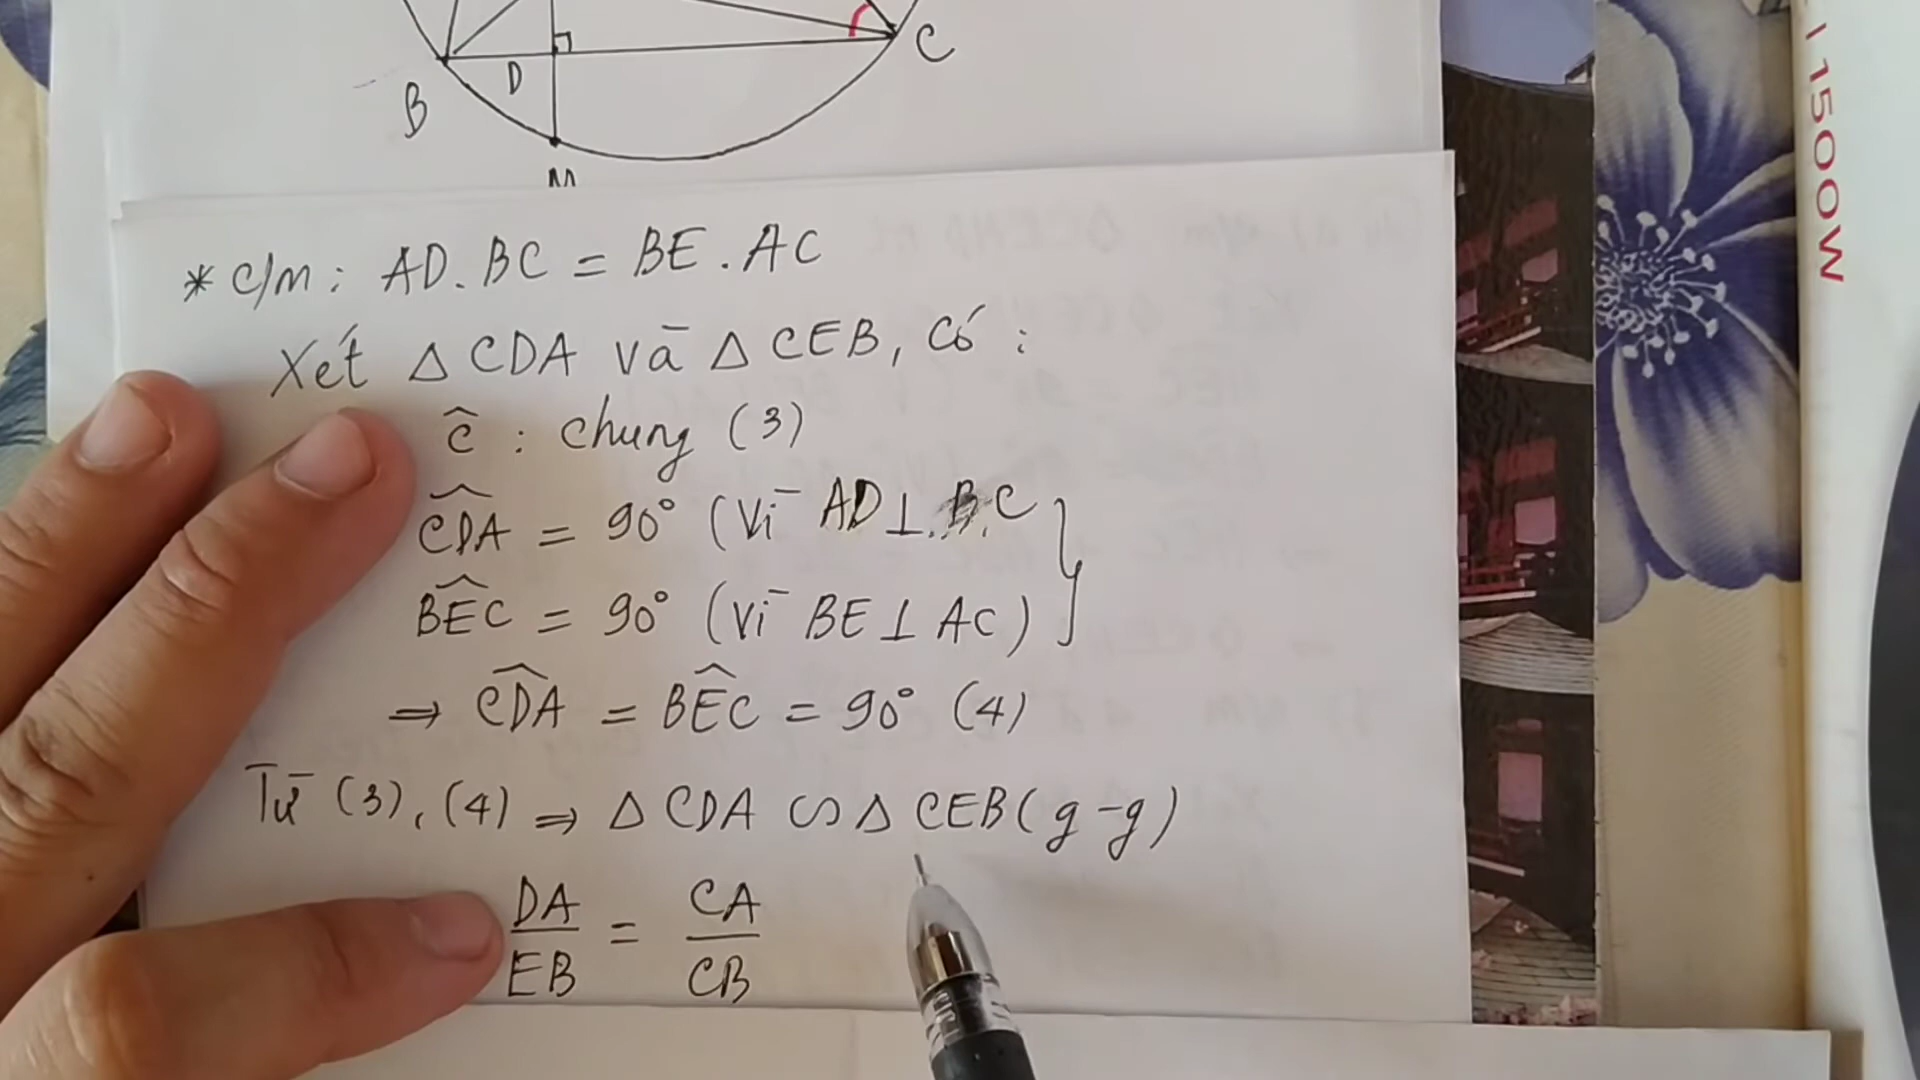 C
D
B
M
* C/m : AD.BC = BE.AC
Xét △ CDA và △ CEB, Có :
Ĉ : chung (3)
CDA = 90° (Vì AD ⊥ BC
BEC = 90° (Vì BE ⊥ AC) }
⇒ CDA = BEC = 90° (4)
Từ (3), (4) ⇒ △ CDA ∽ △ CEB (g-g)
DA/EB = CA/CB
1500W